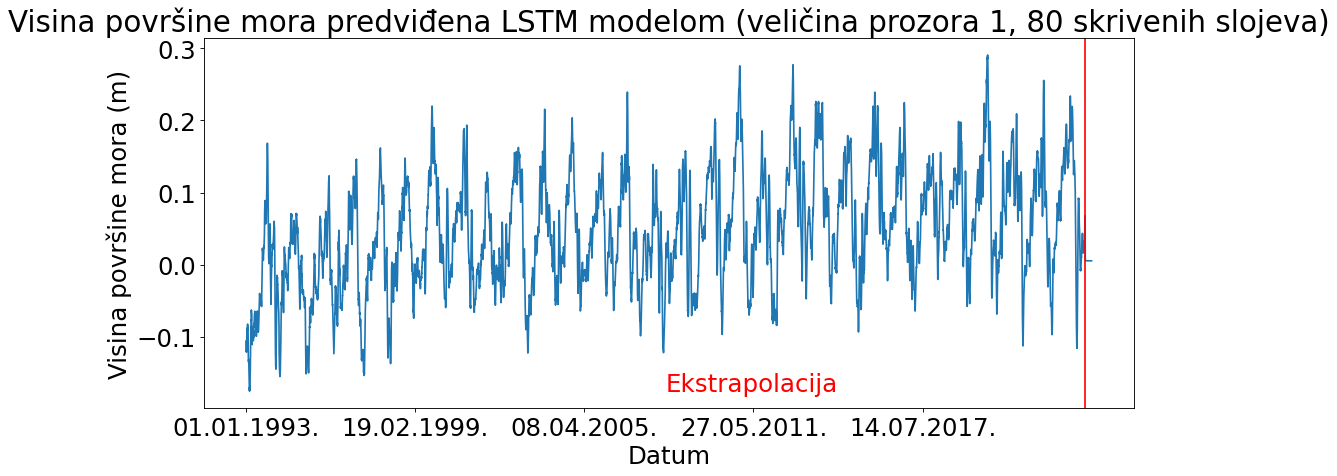 Visina površine mora predviđena LSTM modelom (veličina prozora 1, 80 skrivenih slojeva)
Visina površine mora (m)
0.3
0.2
0.1
0.0
−0.1
Ekstrapolacija
01.01.1993. 19.02.1999. 08.04.2005. 27.05.2011. 14.07.2017.
Datum